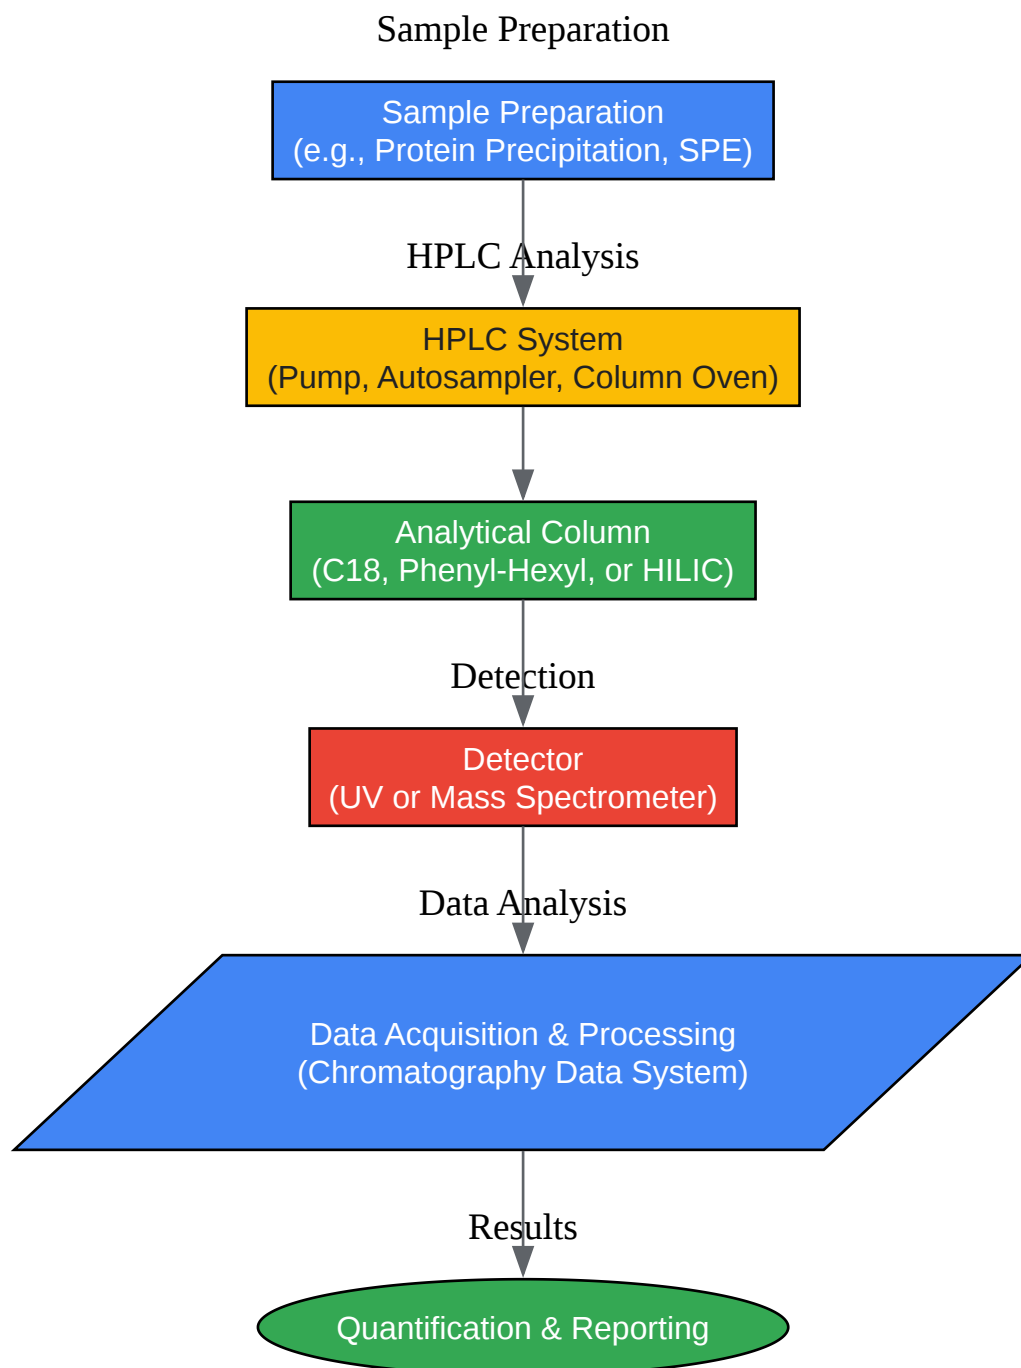 Sample Preparation
Sample Preparation
(e.g., Protein Precipitation, SPE)
HPLC Analysis
HPLC System
(Pump, Autosampler, Column Oven)
Analytical Column
(C18, Phenyl-Hexyl, or HILIC)
Detection
Detector
(UV or Mass Spectrometer)
Data Analysis
Data Acquisition & Processing
(Chromatography Data System)
Results
Quantification & Reporting